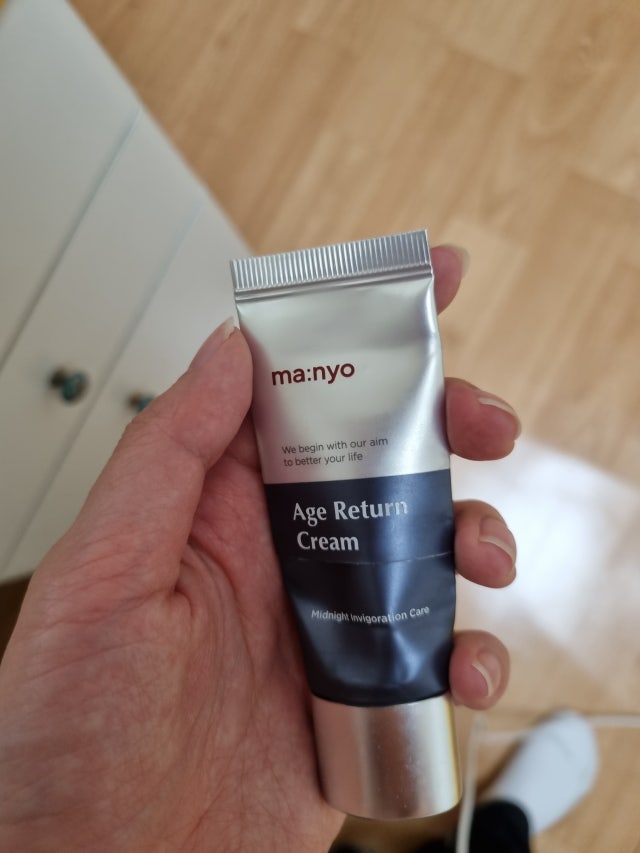 ma:nyo
We begin with our aim
to better your life
Age Return
Cream
Midnight Invigoration Care